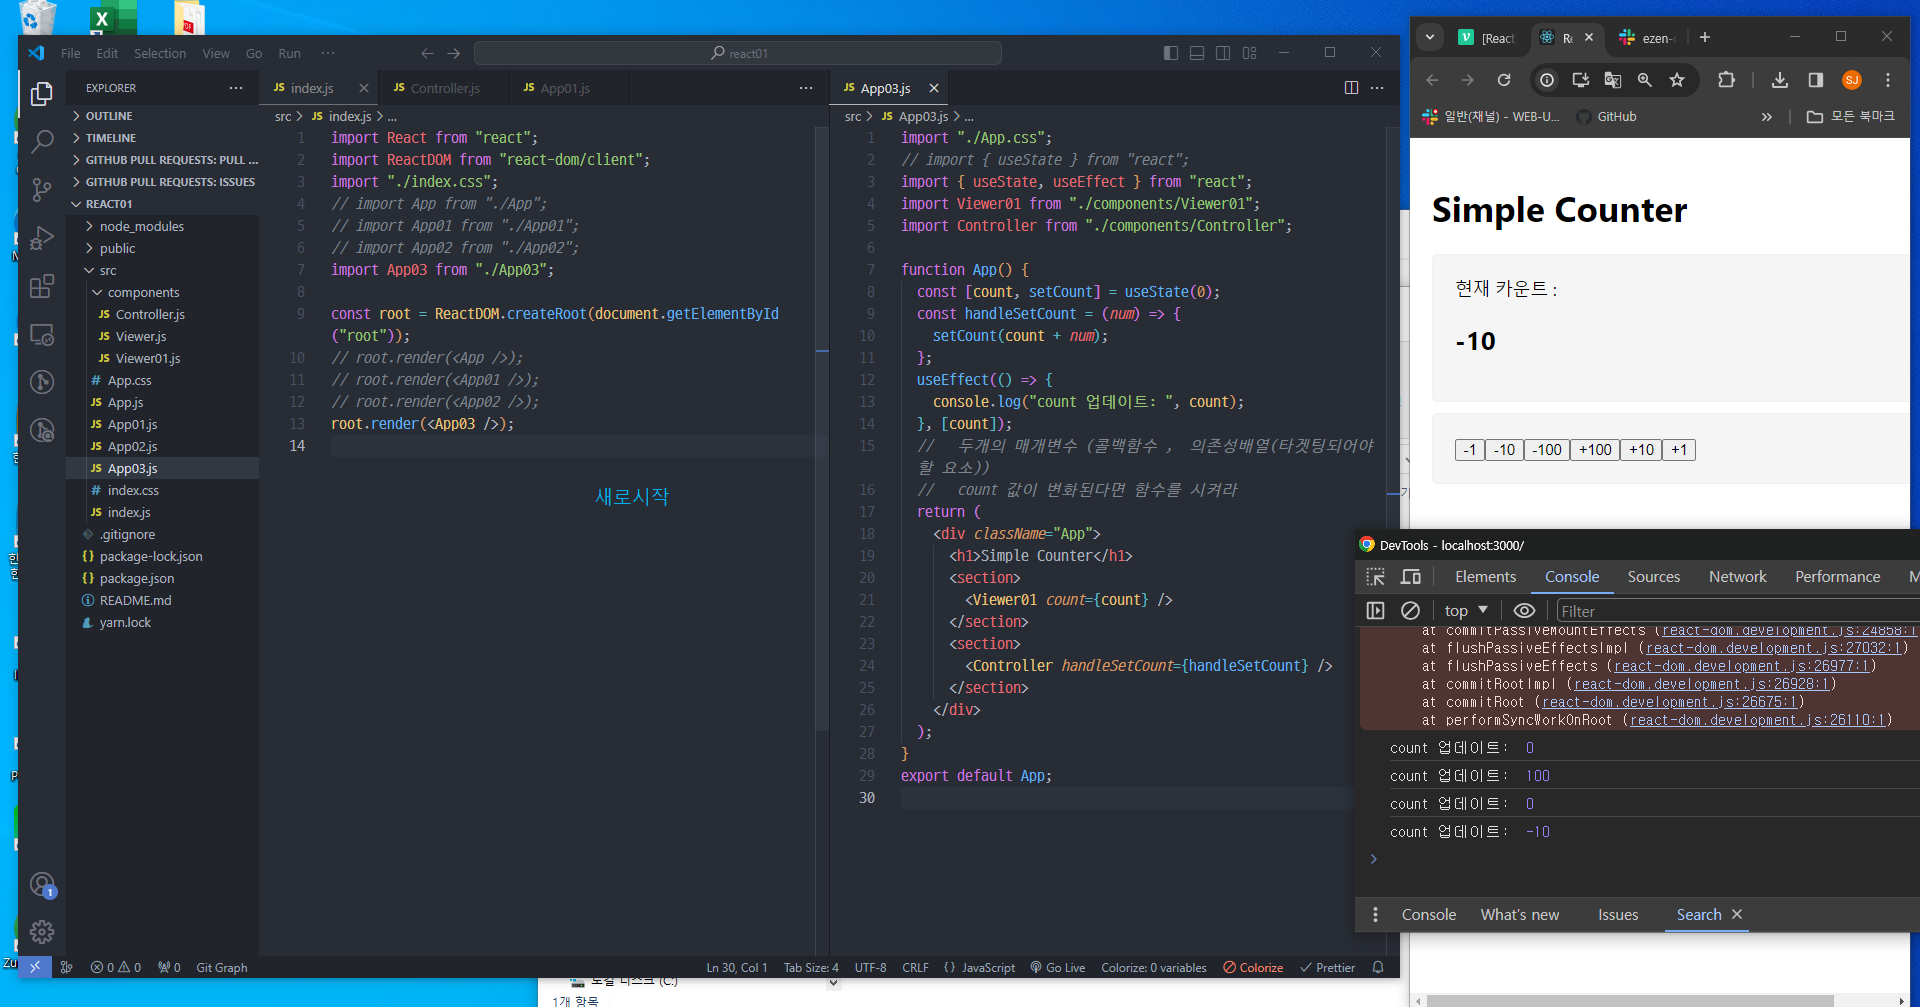 File Edit Selection View Go Run ··· react01
EXPLORER ···
OUTLINE
TIMELINE
GITHUB PULL REQUESTS: PULL ...
GITHUB PULL REQUESTS: ISSUES
REACT01
node_modules
public
src
components
JS Controller.js
JS Viewer.js
JS Viewer01.js
# App.css
JS App.js
JS App01.js
JS App02.js
JS App03.js
# index.css
JS index.js
.gitignore
{} package-lock.json
{} package.json
README.md
yarn.lock
1
JS index.js JS Controller.js JS App01.js ···
src > JS index.js > ...
1 import React from "react";
2 import ReactDOM from "react-dom/client";
3 import "./index.css";
4 // import App from "./App";
5 // import App01 from "./App01";
6 // import App02 from "./App02";
7 import App03 from "./App03";
8
9 const root = ReactDOM.createRoot(document.getElementById
("root"));
10 // root.render(<App />);
11 // root.render(<App01 />);
12 // root.render(<App02 />);
13 root.render(<App03 />);
14
새로시작
JS App03.js ···
src > JS App03.js > ...
1 import "./App.css";
2 // import { useState } from "react";
3 import { useState, useEffect } from "react";
4 import Viewer01 from "./components/Viewer01";
5 import Controller from "./components/Controller";
6
7 function App() {
8 const [count, setCount] = useState(0);
9 const handleSetCount = (num) => {
10 setCount(count + num);
11 };
12 useEffect(() => {
13 console.log("count 업데이트: ", count);
14 }, [count]);
15 // 두개의 매개변수 (콜백함수 , 의존성배열(타겟팅되어야
할 요소))
16 // count 값이 변화된다면 함수를 시켜라
17 return (
18 <div className="App">
19 <h1>Simple Counter</h1>
20 <section>
21 <Viewer01 count={count} />
22 </section>
23 <section>
24 <Controller handleSetCount={handleSetCount} />
25 </section>
26 </div>
27 );
28 }
29 export default App;
30
0 0 0 Git Graph Ln 30, Col 1 Tab Size: 4 UTF-8 CRLF {} JavaScript Go Live Colorize: 0 variables Colorize Prettier
로컬 디스크 (C:)
1개 항목
[React ezen-
SJ
일반(채널) - WEB-U... GitHub » 모든 북마크
Simple Counter
현재 카운트 :
-10
-1 -10 -100 +100 +10 +1
DevTools - localhost:3000/
Elements Console Sources Network Performance M
top Filter
at commitPassiveMountEffects (react-dom.development.js:24858:1)
at flushPassiveEffectsImpl (react-dom.development.js:27032:1)
at flushPassiveEffects (react-dom.development.js:26977:1)
at commitRootImpl (react-dom.development.js:26928:1)
at commitRoot (react-dom.development.js:26675:1)
at performSyncWorkOnRoot (react-dom.development.js:26110:1)
count 업데이트: 0
count 업데이트: 100
count 업데이트: 0
count 업데이트: -10
Console What's new Issues Search